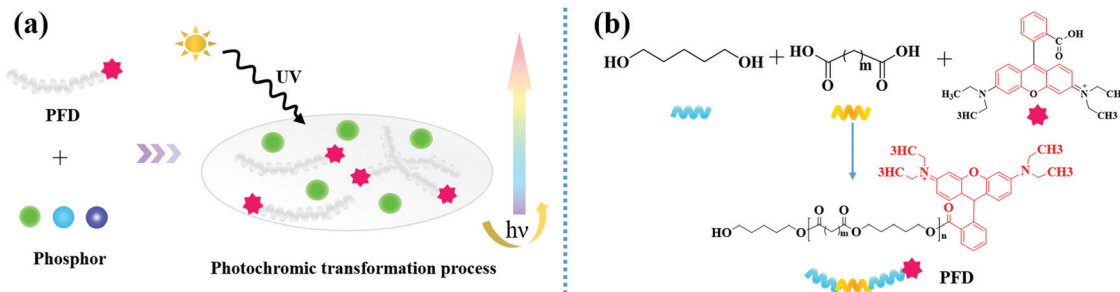 (a)
UV
PFD
+
Phosphor
hν
Photochromic transformation process
(b)
HO OH + HO O O OH m + O OH
H3C N O N+ CH3
3HC CH3
3HC CH3
3HC N+ O N CH3
HO O [ O m O O ]n O
PFD